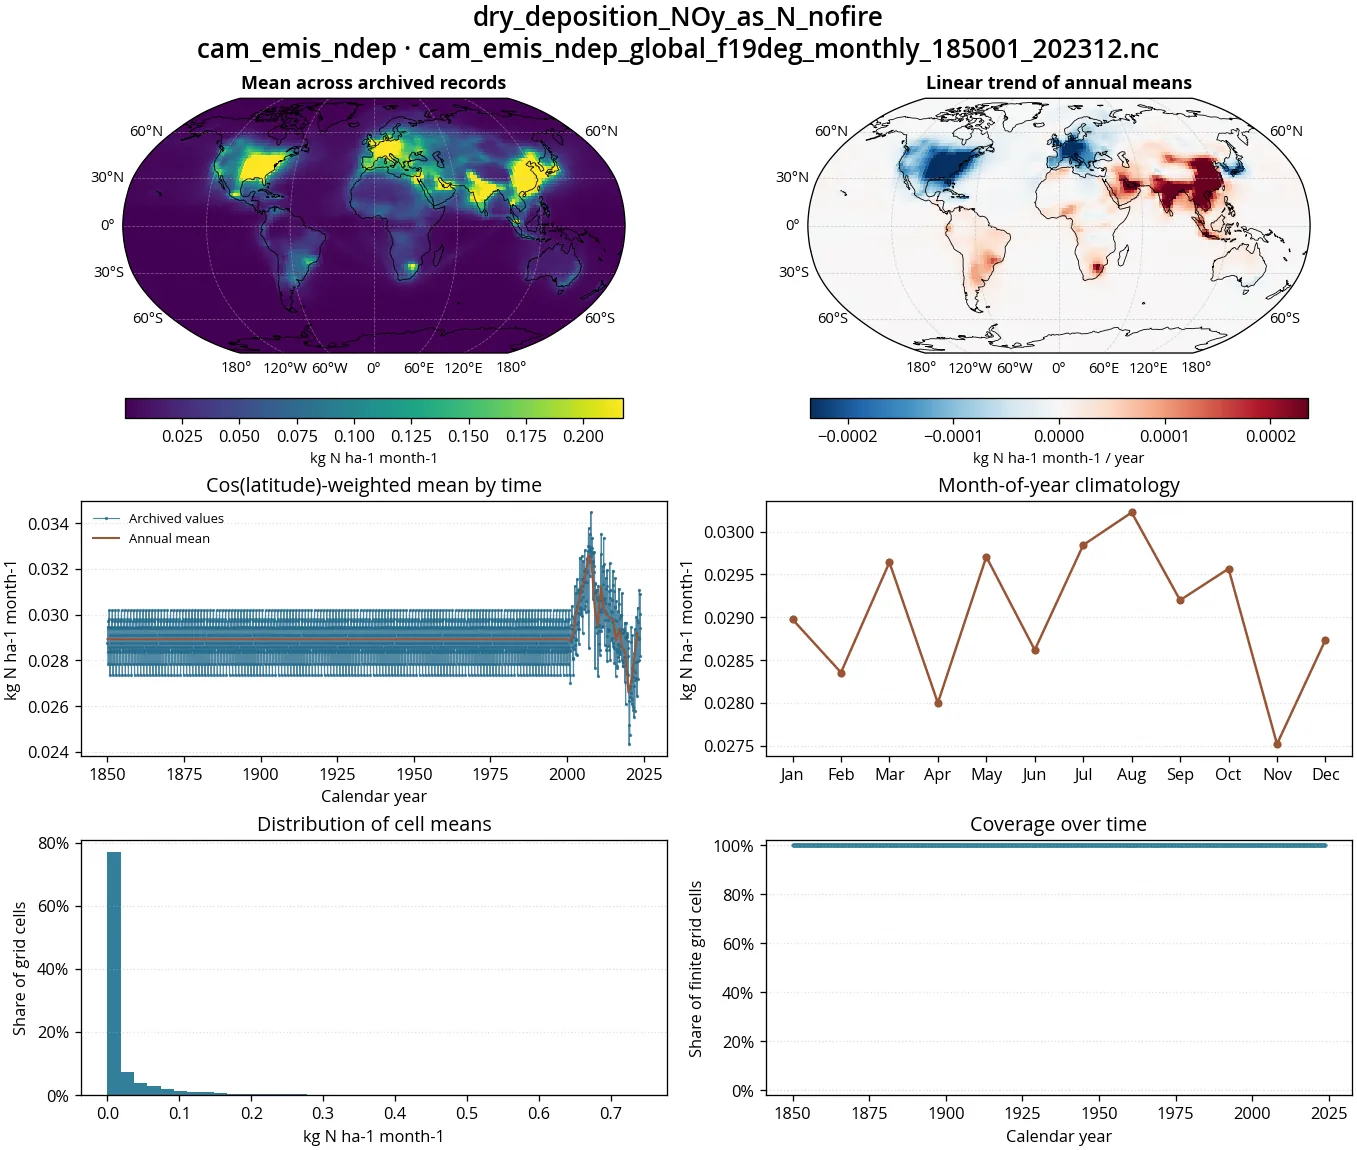 dry_deposition_NOy_as_N_nofire
cam_emis_ndep · cam_emis_ndep_global_f19deg_monthly_185001_202312.nc
Mean across archived records
60°N 60°N
30°N
0°
30°S
60°S 60°S
180° 120°W 60°W 0° 60°E 120°E 180°
0.025 0.050 0.075 0.100 0.125 0.150 0.175 0.200
kg N ha-1 month-1
Linear trend of annual means
60°N 60°N
30°N
0°
30°S
60°S 60°S
180° 120°W 60°W 0° 60°E 120°E 180°
−0.0002 −0.0001 0.0000 0.0001 0.0002
kg N ha-1 month-1 / year
Cos(latitude)-weighted mean by time
Archived values
Annual mean
0.034
0.032
0.030
0.028
0.026
0.024
kg N ha-1 month-1
1850 1875 1900 1925 1950 1975 2000 2025
Calendar year
Month-of-year climatology
0.0300
0.0295
0.0290
0.0285
0.0280
0.0275
kg N ha-1 month-1
Jan Feb Mar Apr May Jun Jul Aug Sep Oct Nov Dec
Distribution of cell means
80%
60%
40%
20%
0%
Share of grid cells
0.0 0.1 0.2 0.3 0.4 0.5 0.6 0.7
kg N ha-1 month-1
Coverage over time
100%
80%
60%
40%
20%
0%
Share of finite grid cells
1850 1875 1900 1925 1950 1975 2000 2025
Calendar year